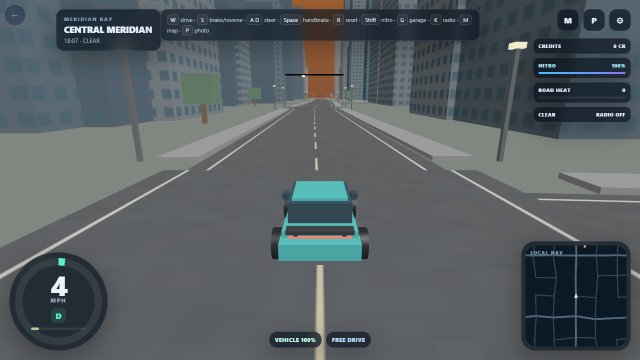 MERIDIAN BAY
CENTRAL MERIDIAN
18:07 · CLEAR
W drive · S brake/reverse · A D steer · Space handbrake · R reset · Shift nitro · G garage · K radio · M
map · P photo
M P
CREDITS 0 CR
NITRO 100%
ROAD HEAT 0
CLEAR RADIO OFF
4
MPH
D
VEHICLE 100% FREE DRIVE
LOCAL NAV